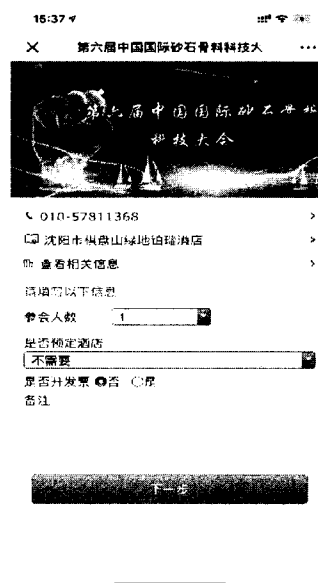 15:37
第六届中国国际砂石骨料科技大
第六届中国国际砂石骨料
科技大会
010-57811368
沈阳市棋盘山绿地铂瑞酒店
查看相关信息
请填写以下信息
参会人数 1
是否预定酒店
不需要
是否开发票 否 是
备注
下一步